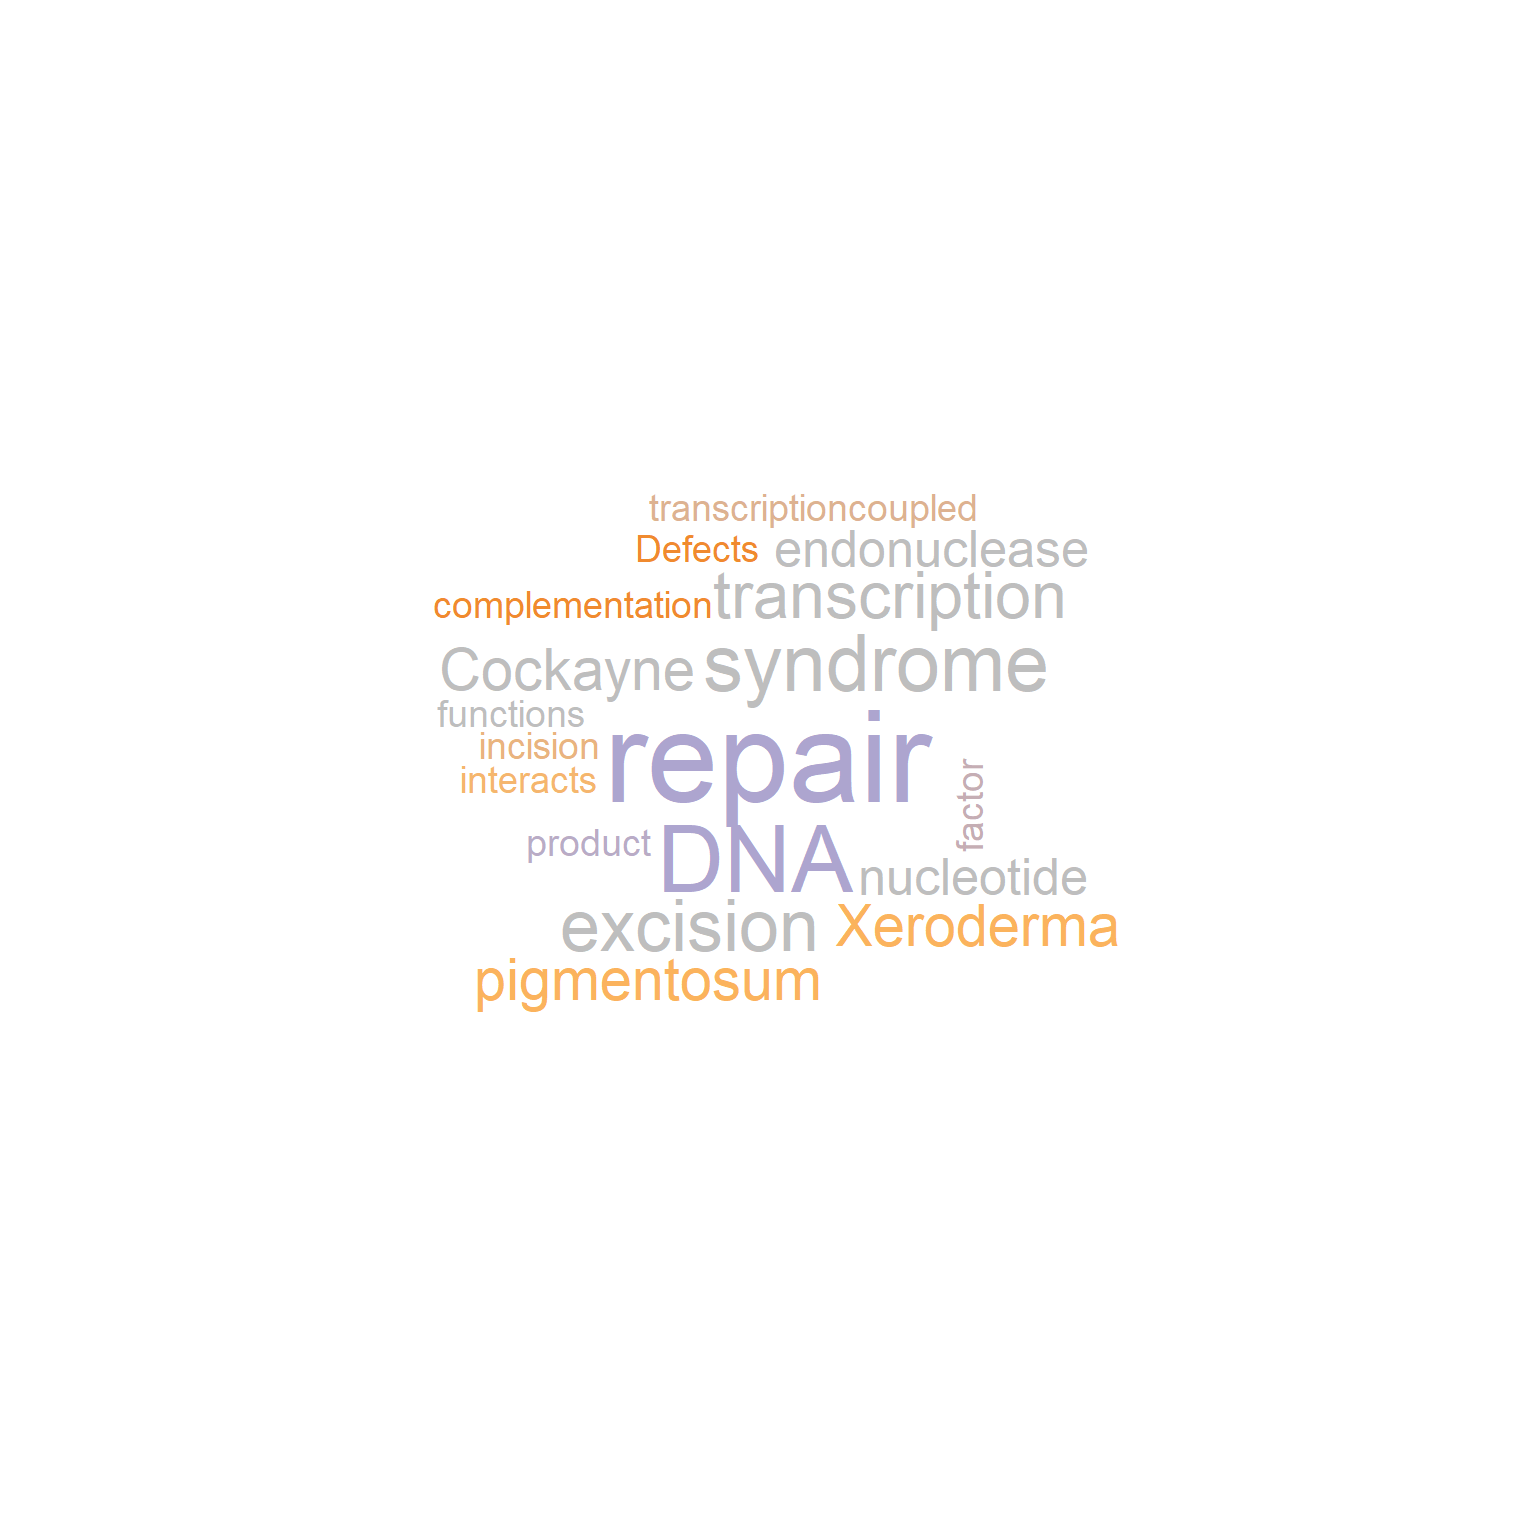 transcriptioncoupled
Defects endonuclease
complementation transcription
Cockayne syndrome
functions
incision repair
interacts
factor
product DNA nucleotide
excision Xeroderma
pigmentosum